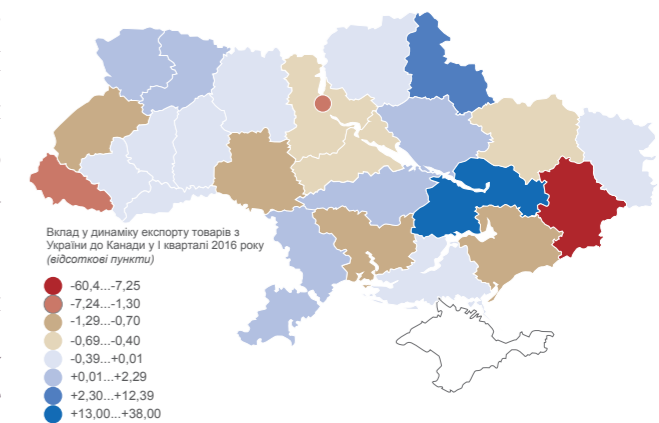 Вклад у динаміку експорту товарів з
України до Канади у І кварталі 2016 року
(відсоткові пункти)
-60,4...-7,25
-7,24...-1,30
-1,29...-0,70
-0,69...-0,40
-0,39...+0,01
+0,01...+2,29
+2,30...+12,39
+13,00...+38,00